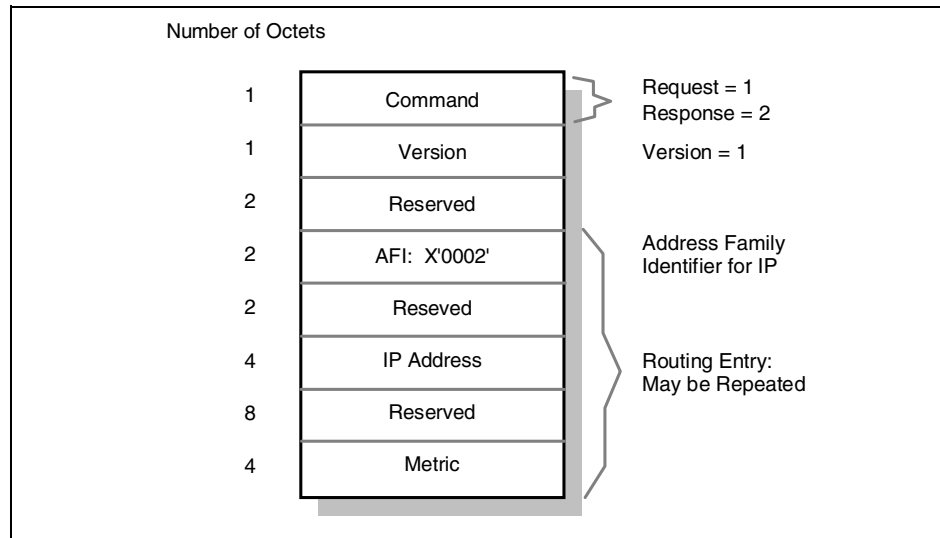 Number of Octets
1
Command
Request = 1
Response = 2
1
Version
Version = 1
2
Reserved
2
AFI: X'0002'
Address Family
Identifier for IP
2
Reseved
4
IP Address
Routing Entry:
May be Repeated
8
Reserved
4
Metric